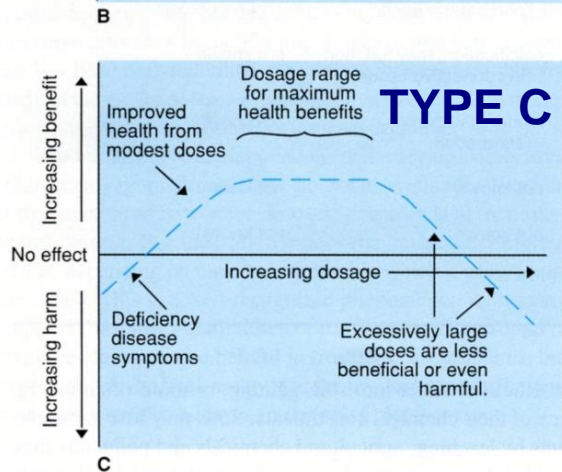 B
Increasing benefit
Improved
health from
modest doses
Dosage range
for maximum
health benefits
TYPE C
No effect
Increasing dosage
Increasing harm
Deficiency
disease
symptoms
Excessively large
doses are less
beneficial or even
harmful.
C